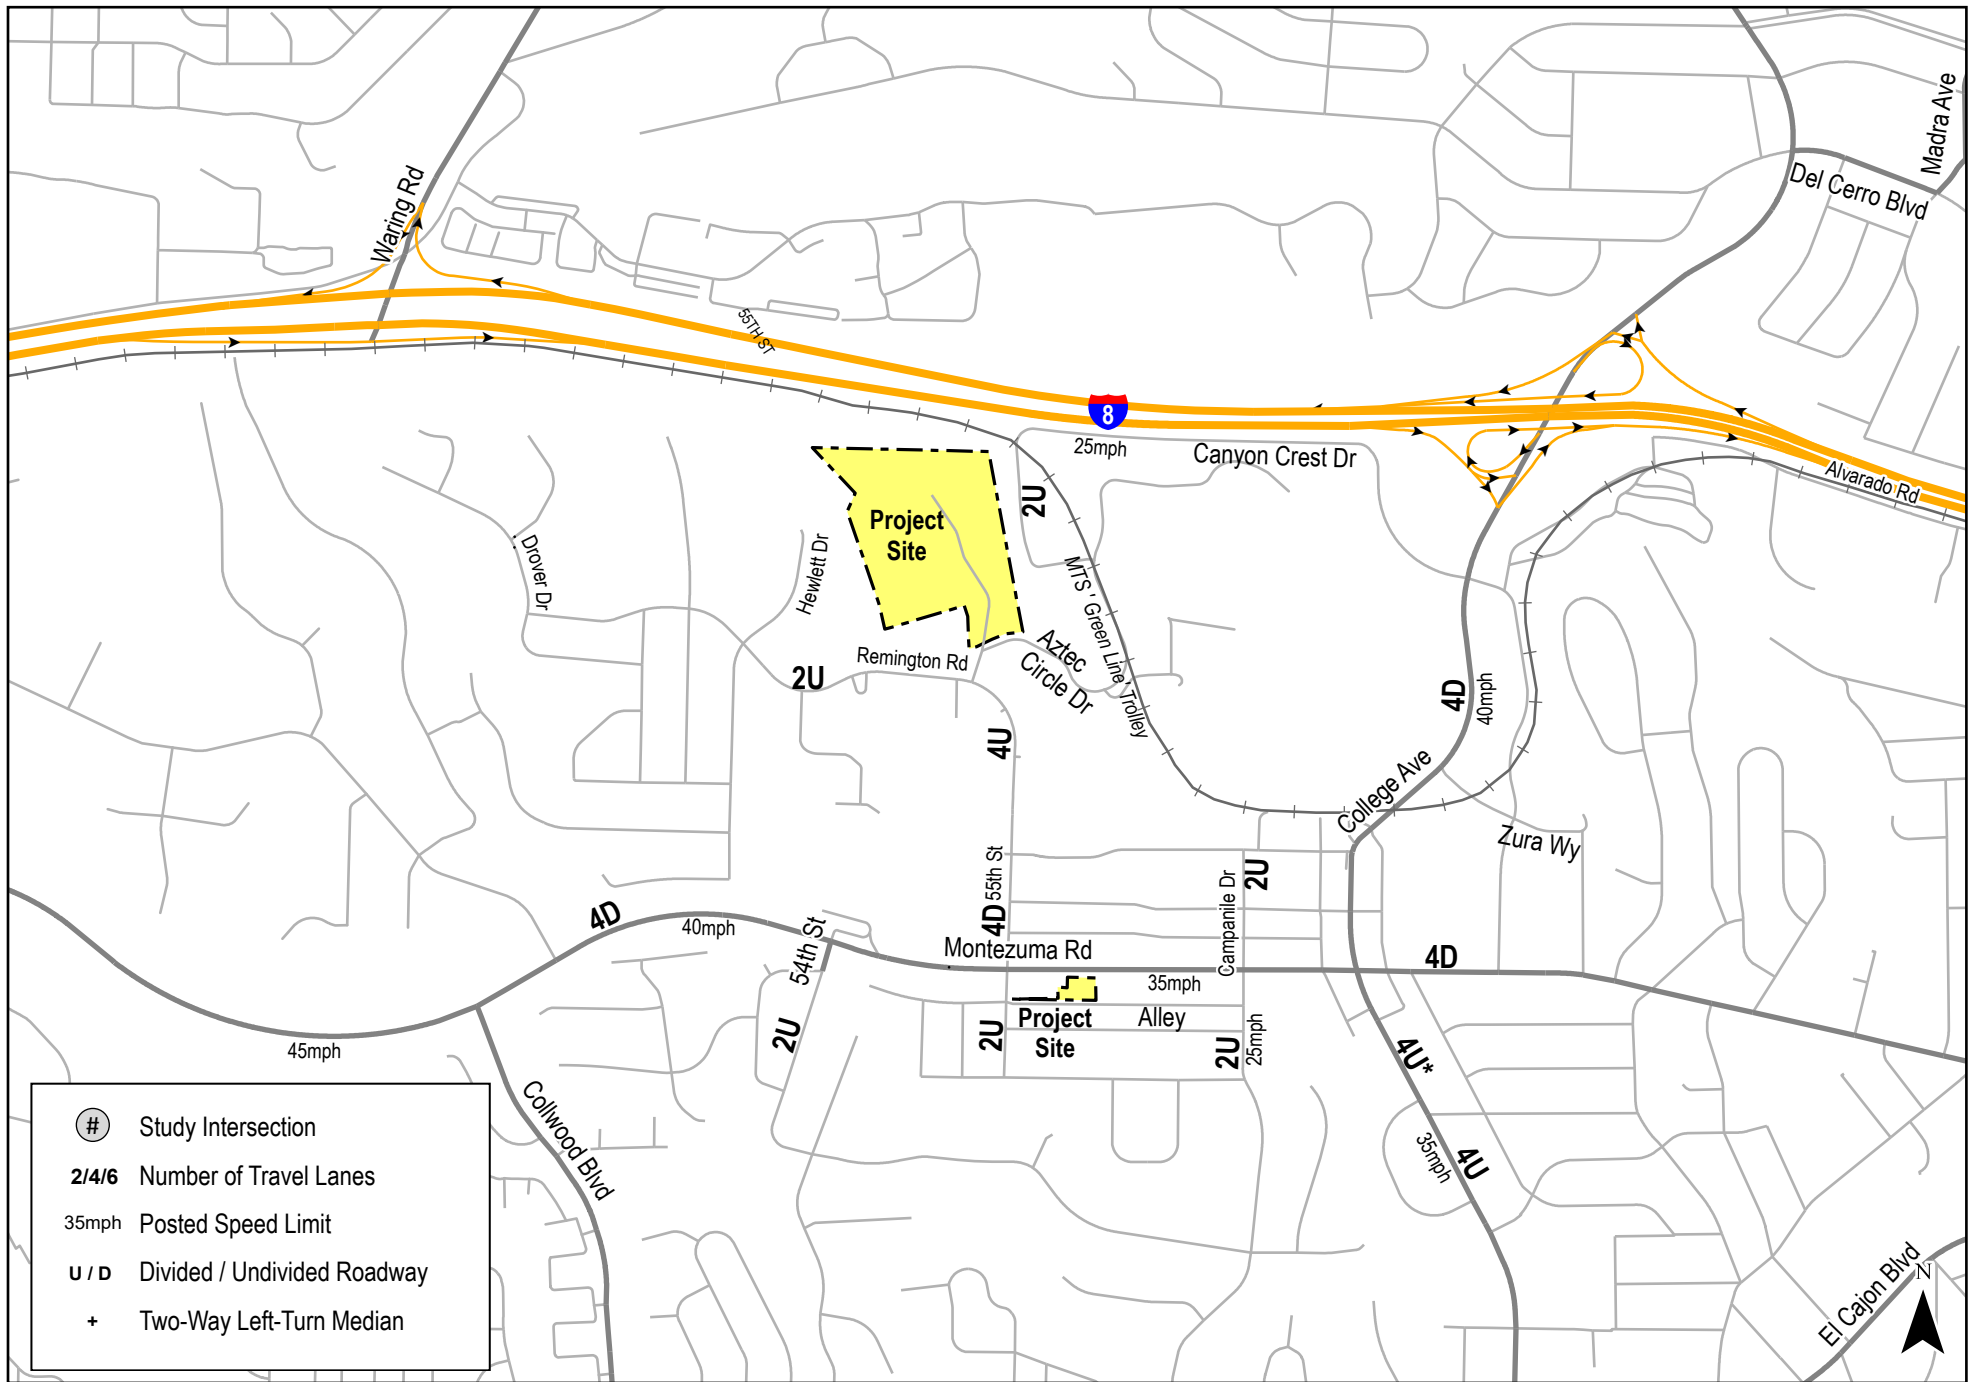 Madra Ave
Del Cerro Blvd
Waring Rd
55TH ST
8
25mph
Canyon Crest Dr
Alvarado Rd
2U
Project
Site
Drover Dr
Hewlett Dr
MTS ' Green Line' Trolley
Aztec
Circle Dr
Remington Rd
2U
4D
40mph
4U
College Ave
Zura Wy
55th St
4D
Campanile Dr
2U
4D
40mph
54th St
Montezuma Rd
4D
35mph
Project
Site
Alley
2U
2U
2U
25mph
45mph
4U*
4U
35mph
Collwood Blvd
El Cajon Blvd
N
# Study Intersection
2/4/6 Number of Travel Lanes
35mph Posted Speed Limit
U / D Divided / Undivided Roadway
+ Two-Way Left-Turn Median